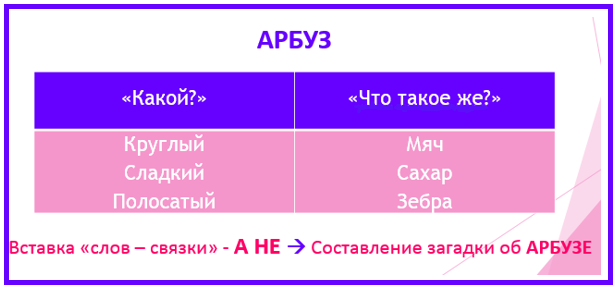 АРБУЗ
«Какой?» «Что такое же?»
Круглый Мяч
Сладкий Сахар
Полосатый Зебра
Вставка «слов – связки» - А НЕ → Составление загадки об АРБУЗЕ